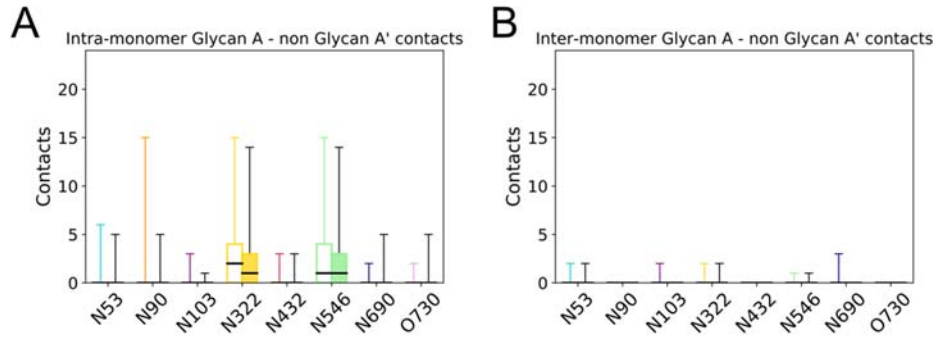 A
Intra-monomer Glycan A - non Glycan A' contacts
Contacts
20
15
10
5
0
N53
N90
N103
N322
N432
N546
N690
O730
B
Inter-monomer Glycan A - non Glycan A' contacts
Contacts
20
15
10
5
0
N53
N90
N103
N322
N432
N546
N690
O730